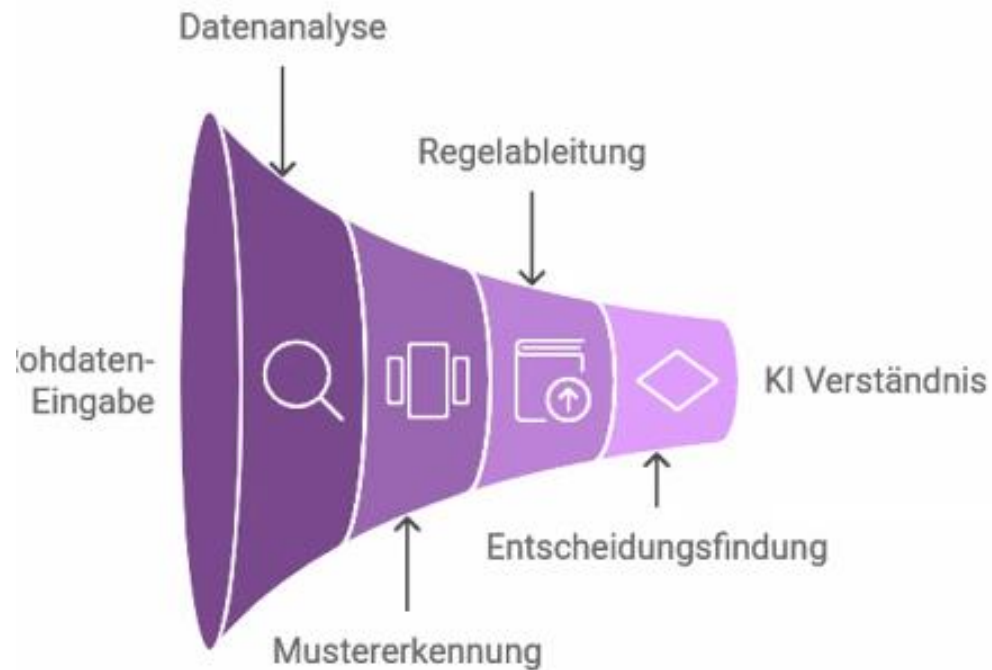 Datenanalyse
Regelableitung
ohdaten-
Eingabe
KI Verständnis
Entscheidungsfindung
Mustererkennung